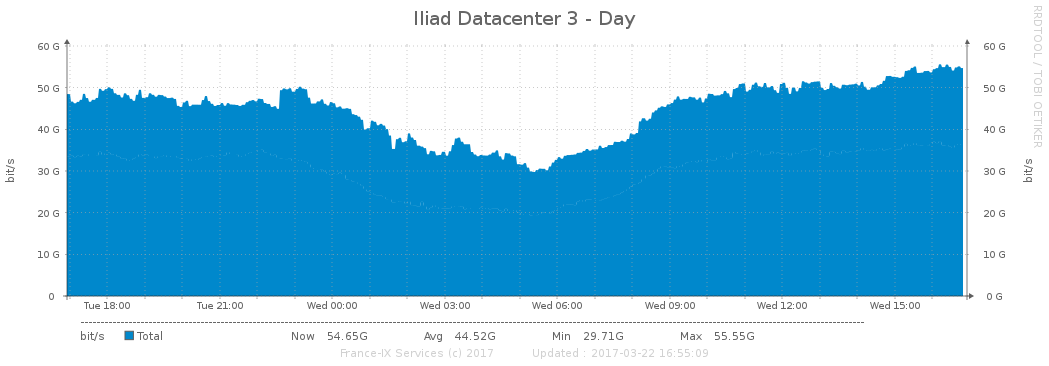 Iliad Datacenter 3 - Day
RRDTOOL / TOBI OETIKER
60 G 60 G
50 G 50 G
40 G 40 G
30 G 30 G
20 G 20 G
10 G 10 G
0 0 G
bit/s bit/s
Tue 18:00 Tue 21:00 Wed 00:00 Wed 03:00 Wed 06:00 Wed 09:00 Wed 12:00 Wed 15:00
bit/s Total Now 54.65G Avg 44.52G Min 29.71G Max 55.55G
France-IX Services (c) 2017 Updated : 2017-03-22 16:55:09